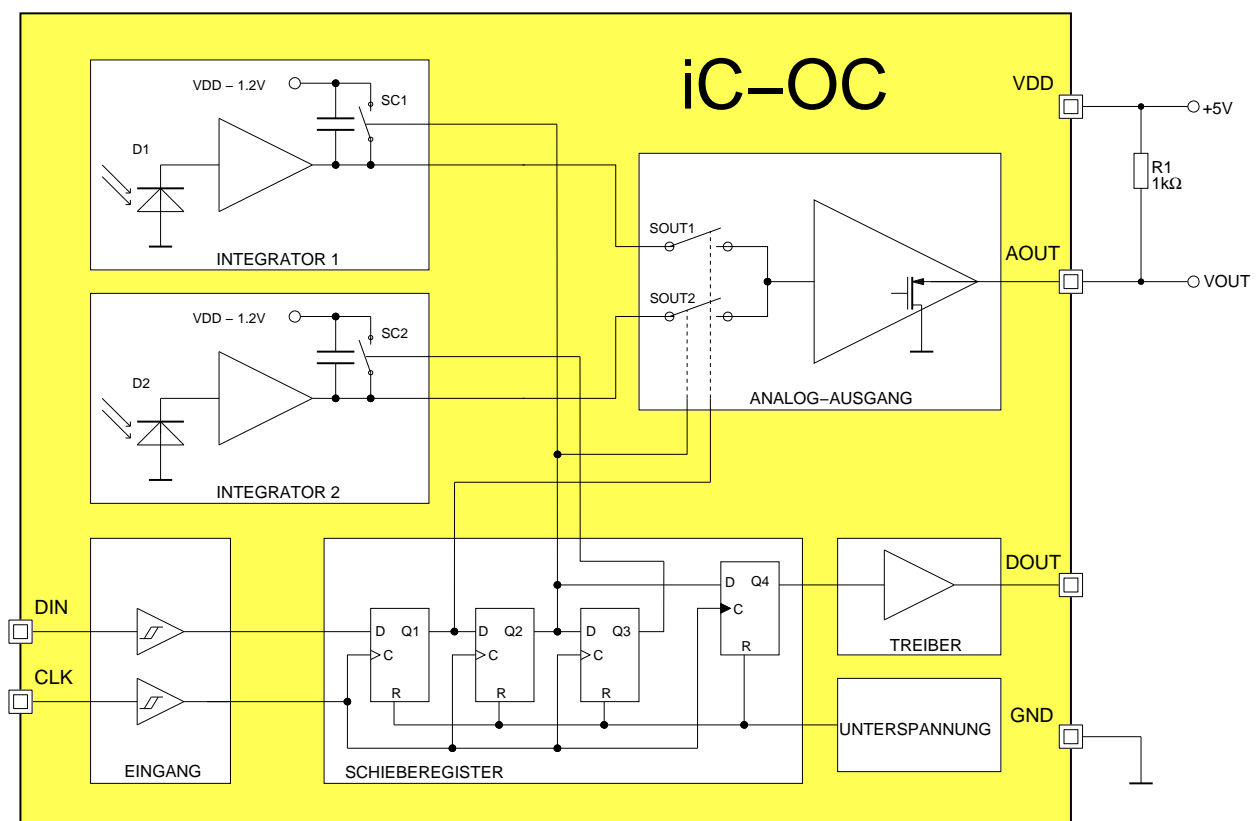 iC–OC
VDD – 1.2V
SC1
D1
INTEGRATOR 1
VDD
+5V
R1
1kΩ
SOUT1
AOUT
VOUT
SOUT2
ANALOG–AUSGANG
VDD – 1.2V
SC2
D2
INTEGRATOR 2
DIN
CLK
EINGANG
D Q1
C
R
D Q2
C
R
D Q3
C
R
D Q4
C
R
SCHIEBEREGISTER
DOUT
TREIBER
UNTERSPANNUNG
GND